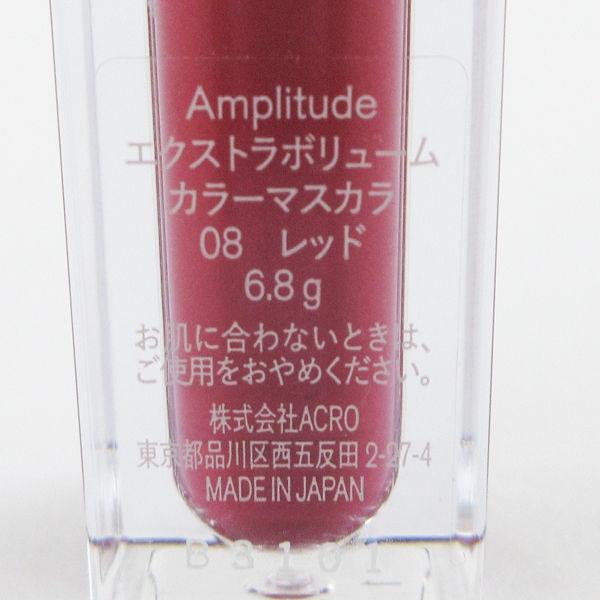 Amplitude
エクストラボリューム
カラーマスカラ
08 レッド
6.8g
お肌に合わないときは、
ご使用をおやめください。
株式会社ACRO
東京都品川区西五反田 2-27-4
MADE IN JAPAN
B3101